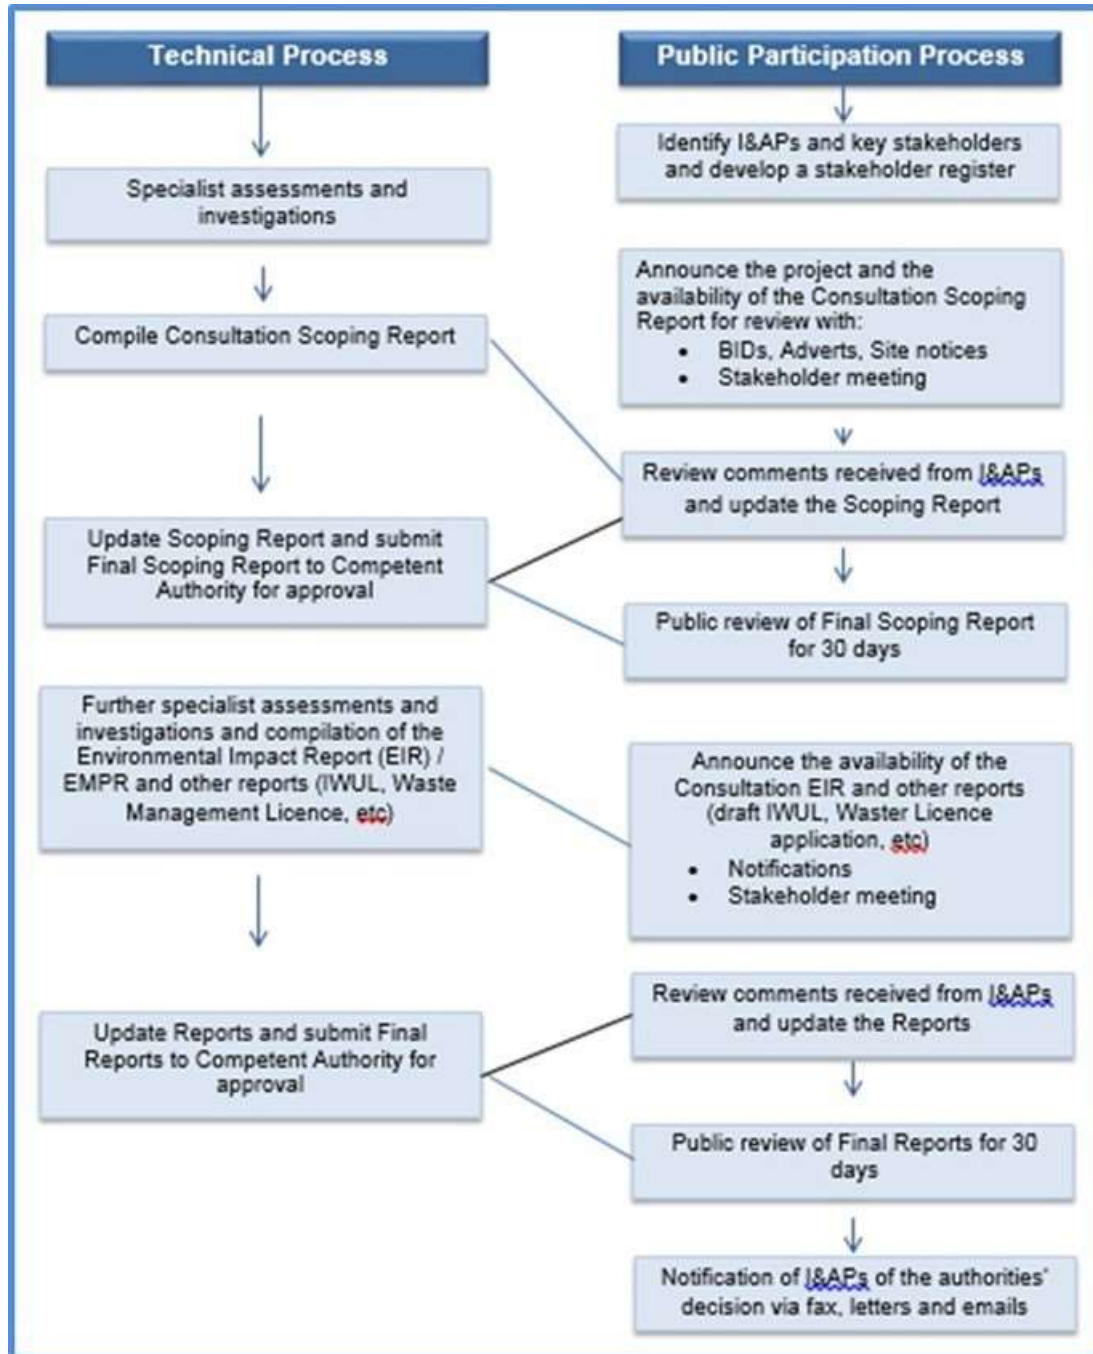 Technical Process
Specialist assessments and
investigations
Compile Consultation Scoping Report
Update Scoping Report and submit
Final Scoping Report to Competent
Authority for approval
Further specialist assessments and
investigations and compilation of the
Environmental Impact Report (EIR) /
EMPR and other reports (IWUL, Waste
Management Licence, etc)
Update Reports and submit Final
Reports to Competent Authority for
approval
Public Participation Process
Identify I&APs and key stakeholders
and develop a stakeholder register
Announce the project and the
availability of the Consultation Scoping
Report for review with:
• BIDs, Adverts, Site notices
• Stakeholder meeting
Review comments received from I&APs
and update the Scoping Report
Public review of Final Scoping Report
for 30 days
Announce the availability of the
Consultation EIR and other reports
(draft IWUL, Waster Licence
application, etc)
• Notifications
• Stakeholder meeting
Review comments received from I&APs
and update the Reports
Public review of Final Reports for 30
days
Notification of I&APs of the authorities'
decision via fax, letters and emails